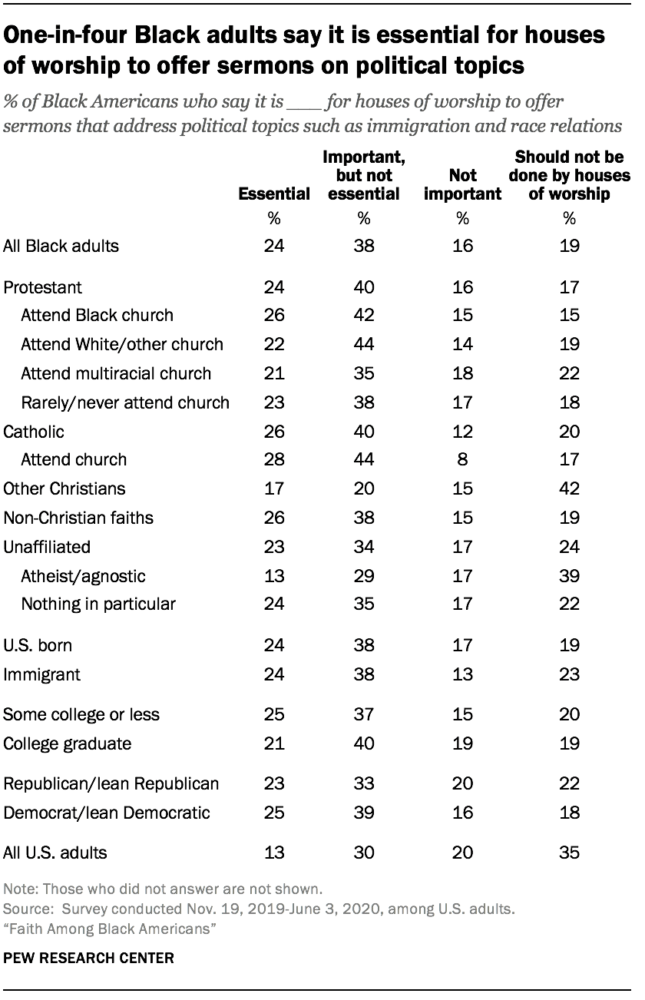 One-in-four Black adults say it is essential for houses
of worship to offer sermons on political topics
% of Black Americans who say it is ___ for houses of worship to offer
sermons that address political topics such as immigration and race relations
Essential Important, but not essential Not important Should not be done by houses of worship
% % % %
All Black adults 24 38 16 19
Protestant 24 40 16 17
Attend Black church 26 42 15 15
Attend White/other church 22 44 14 19
Attend multiracial church 21 35 18 22
Rarely/never attend church 23 38 17 18
Catholic 26 40 12 20
Attend church 28 44 8 17
Other Christians 17 20 15 42
Non-Christian faiths 26 38 15 19
Unaffiliated 23 34 17 24
Atheist/agnostic 13 29 17 39
Nothing in particular 24 35 17 22
U.S. born 24 38 17 19
Immigrant 24 38 13 23
Some college or less 25 37 15 20
College graduate 21 40 19 19
Republican/lean Republican 23 33 20 22
Democrat/lean Democratic 25 39 16 18
All U.S. adults 13 30 20 35
Note: Those who did not answer are not shown.
Source: Survey conducted Nov. 19, 2019-June 3, 2020, among U.S. adults.
“Faith Among Black Americans”
PEW RESEARCH CENTER